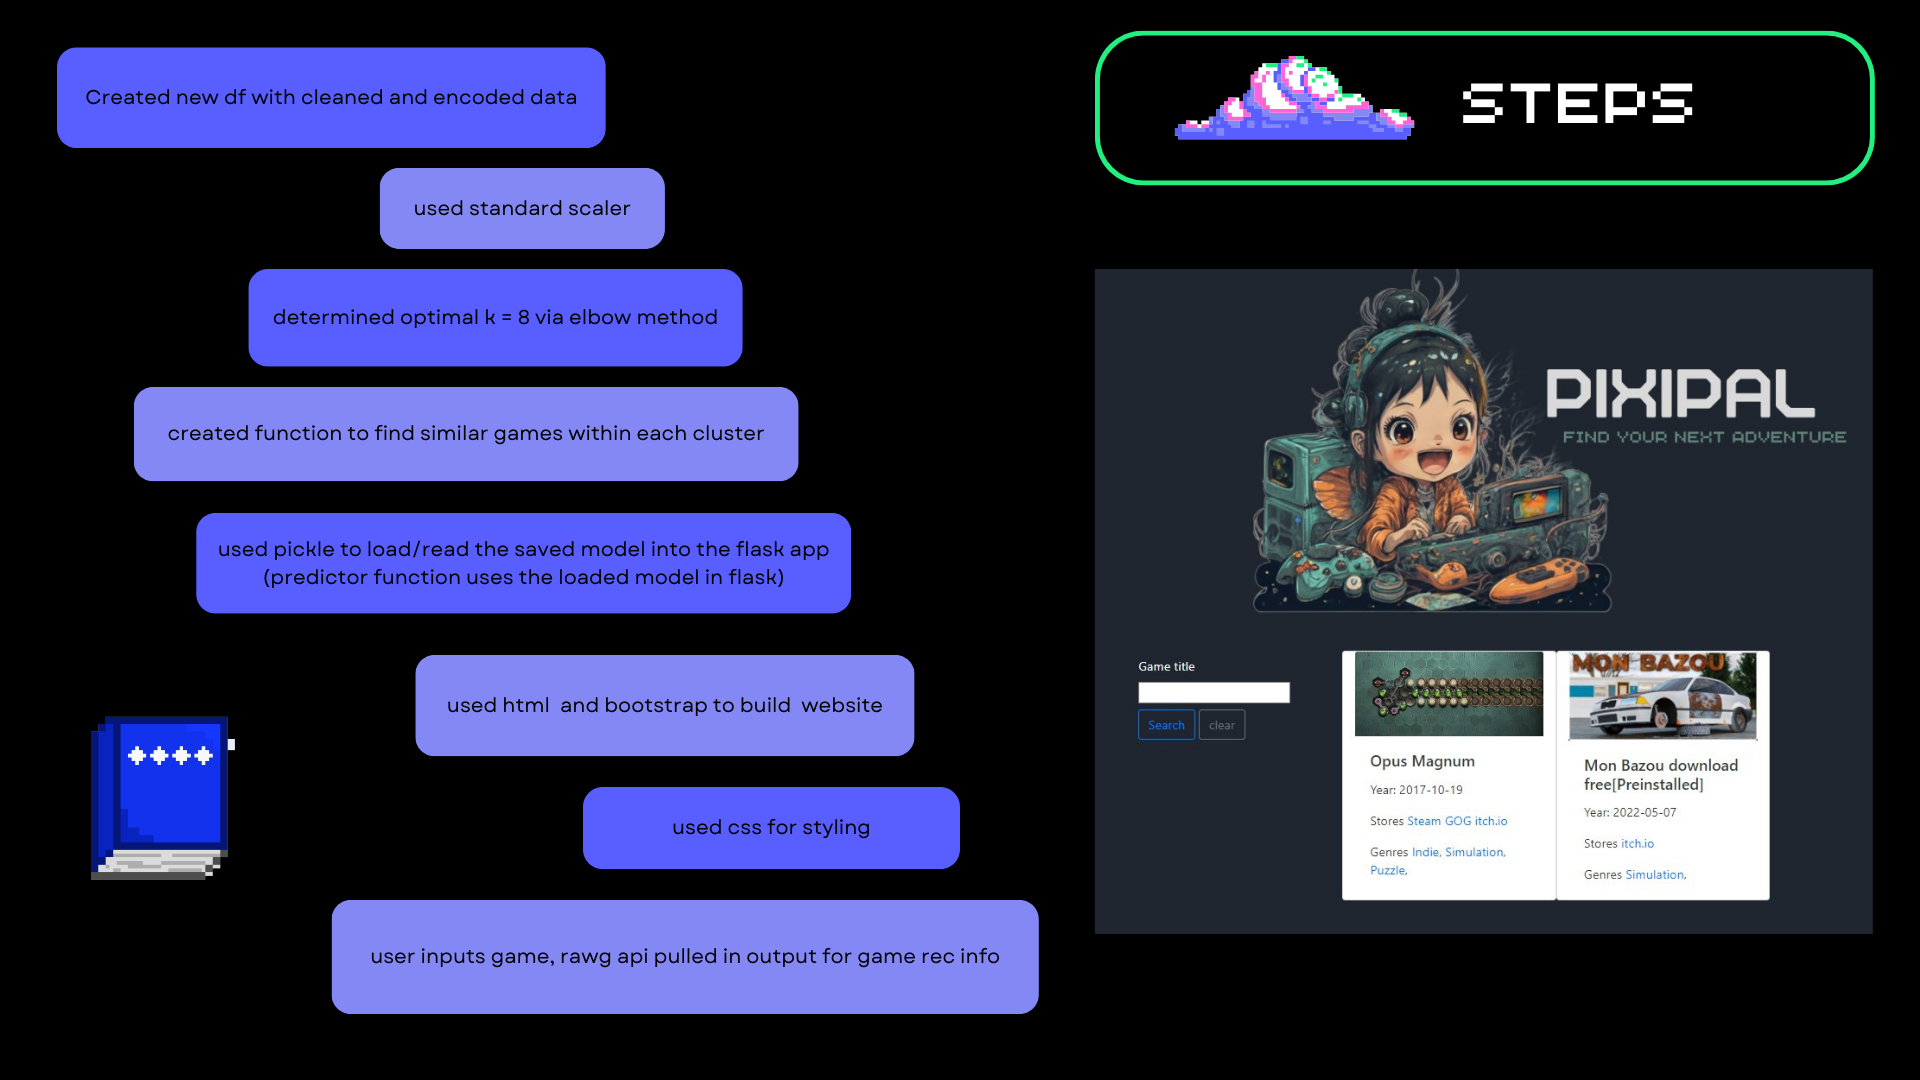 Created new df with cleaned and encoded data
used standard scaler
determined optimal k = 8 via elbow method
created function to find similar games within each cluster
used pickle to load/read the saved model into the flask app
(predictor function uses the loaded model in flask)
used html  and bootstrap to build  website
used css for styling
user inputs game, rawg api pulled in output for game rec info
STEPS
PIXIPAL
FIND YOUR NEXT ADVENTURE
Game title
Search clear
Opus Magnum
Year: 2017-10-19
Stores Steam GOG itch.io
Genres Indie, Simulation,
Puzzle,
MON BAZOU
Mon Bazou download
free[Preinstalled]
Year: 2022-05-07
Stores itch.io
Genres Simulation,